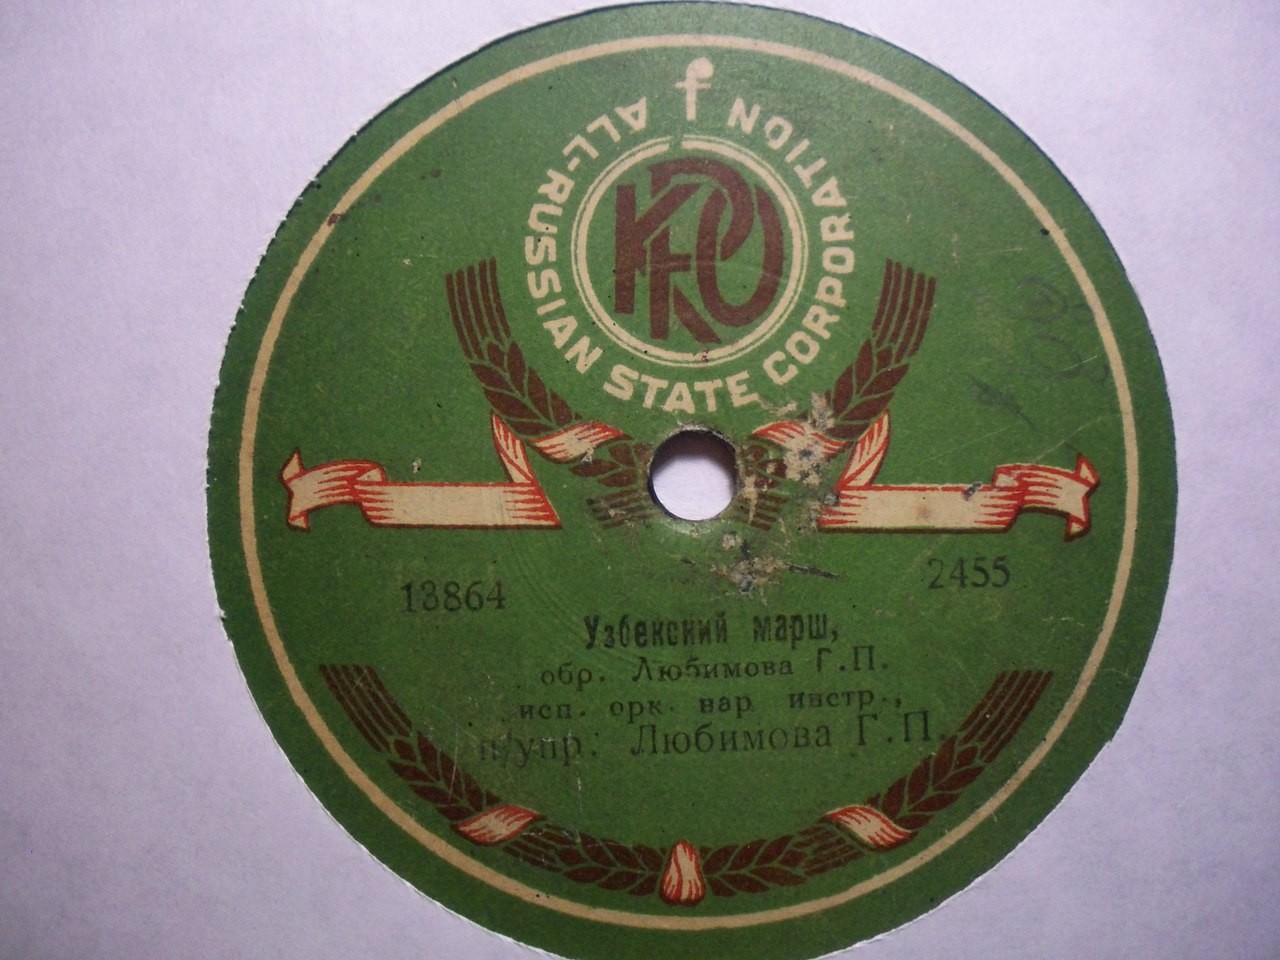 ALL-RUSSIAN STATE CORPORATION
13864
2455
Узбекский марш,
обр. Любимова Г.П.
исп. орк. нар инстр.,
п/упр: Любимова Г.П.